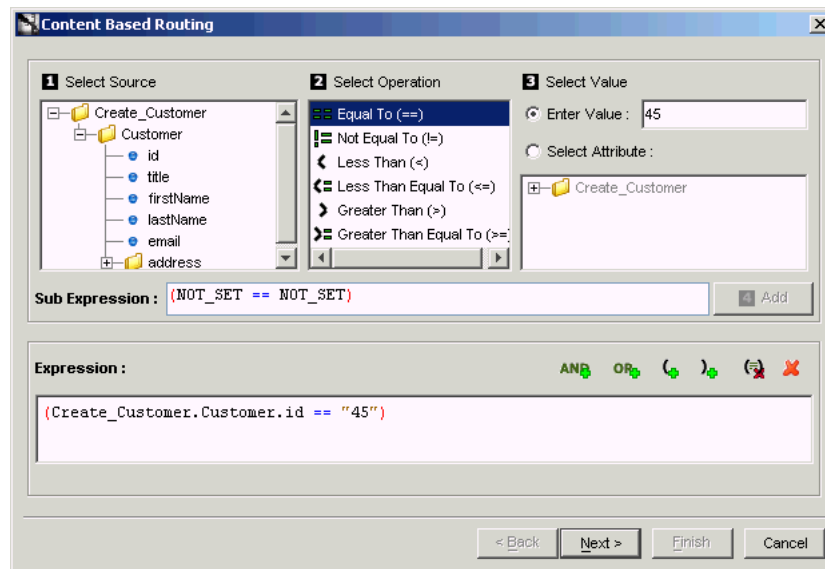 Content Based Routing
1 Select Source
2 Select Operation
3 Select Value
Create_Customer
Customer
id
title
firstName
lastName
email
address
== Equal To (==)
!= Not Equal To (!=)
< Less Than (<)
<= Less Than Equal To (<=)
> Greater Than (>)
>= Greater Than Equal To (>=)
Enter Value : 45
Select Attribute :
Create_Customer
Sub Expression : (NOT_SET == NOT_SET)
4 Add
Expression :
AND OR ( )
(Create_Customer.Customer.id == "45")
< Back
Next >
Finish
Cancel